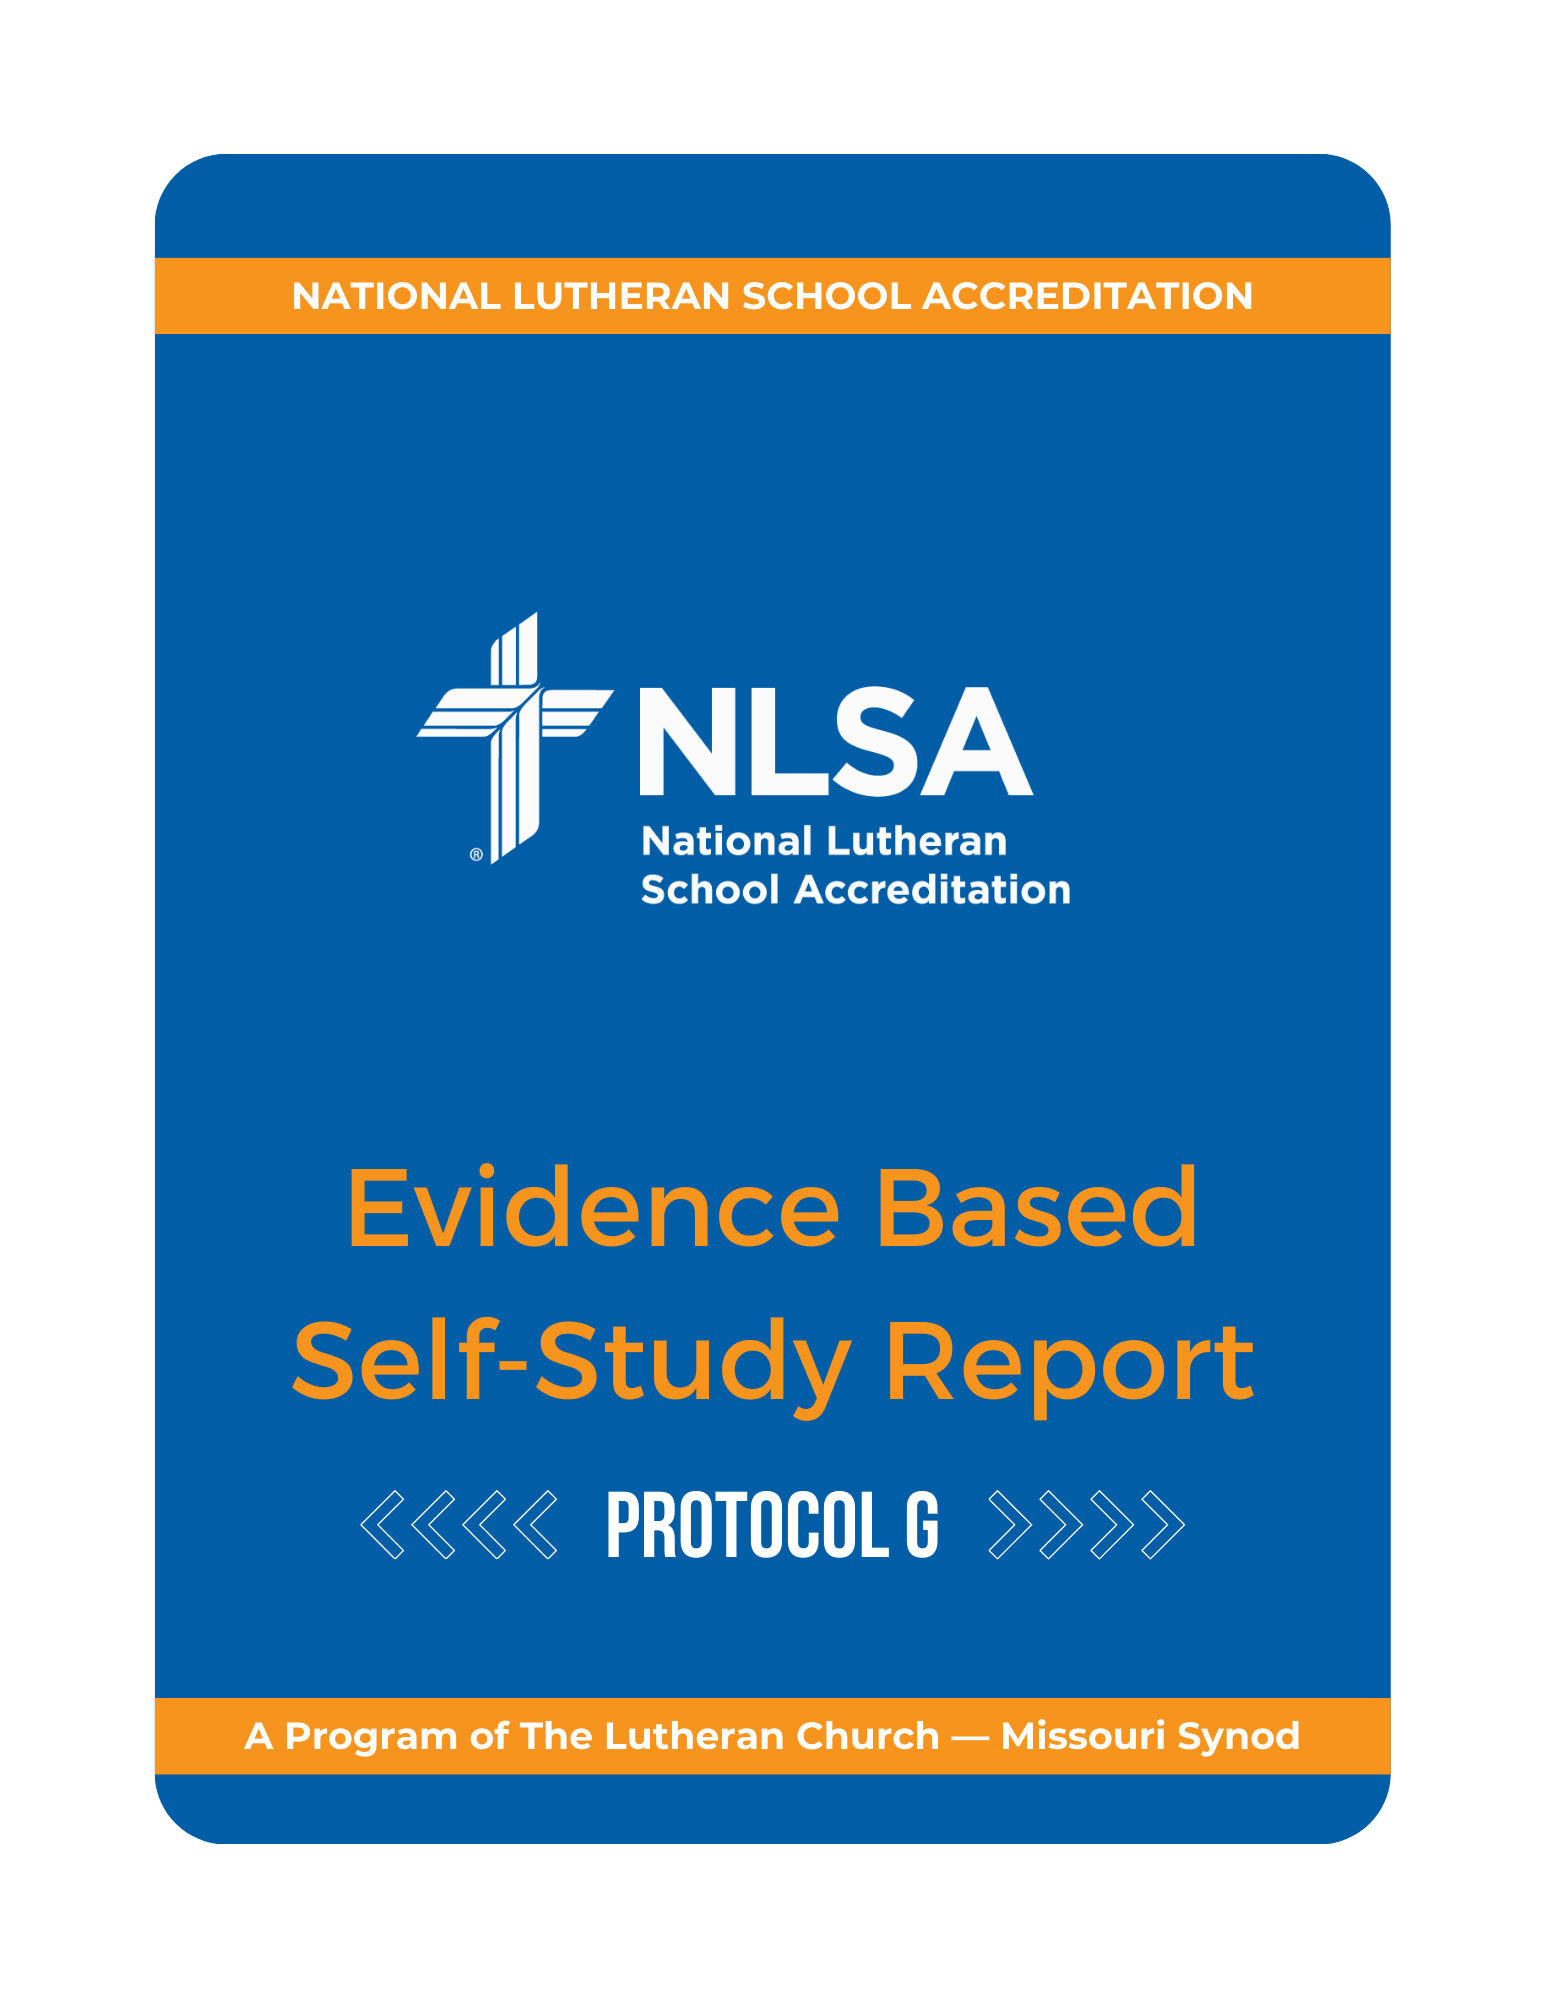 NATIONAL LUTHERAN SCHOOL ACCREDITATION
NLSA
National Lutheran
School Accreditation
®
Evidence Based
Self-Study Report
PROTOCOL G
A Program of The Lutheran Church — Missouri Synod